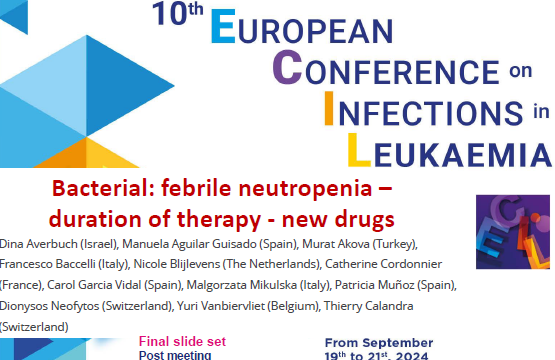 10th EUROPEAN
CONFERENCE on
INFECTIONS in
LEUKAEMIA
Bacterial: febrile neutropenia –
duration of therapy - new drugs
Dina Averbuch (Israel), Manuela Aguilar Guisado (Spain), Murat Akova (Turkey),
Francesco Baccelli (Italy), Nicole Blijlevens (The Netherlands), Catherine Cordonnier
(France), Carol Garcia Vidal (Spain), Malgorzata Mikulska (Italy), Patricia Muñoz (Spain),
Dionysos Neofytos (Switzerland), Yuri Vanbiervliet (Belgium), Thierry Calandra
(Switzerland)
ECIL
Final slide set
Post meeting
From September
19th to 21st, 2024